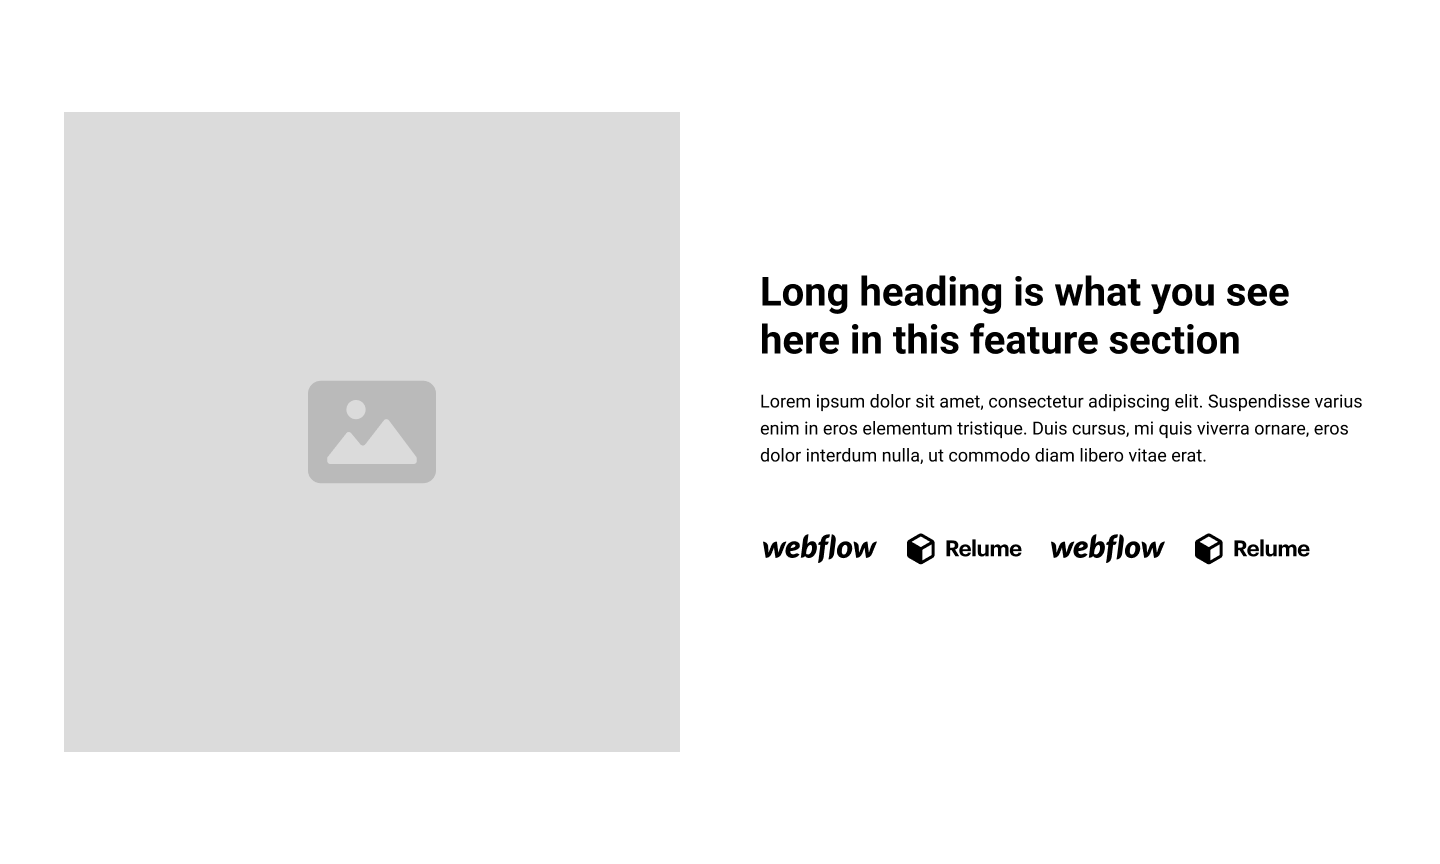 Long heading is what you see
here in this feature section
Lorem ipsum dolor sit amet, consectetur adipiscing elit. Suspendisse varius
enim in eros elementum tristique. Duis cursus, mi quis viverra ornare, eros
dolor interdum nulla, ut commodo diam libero vitae erat.
webflow Relume webflow Relume